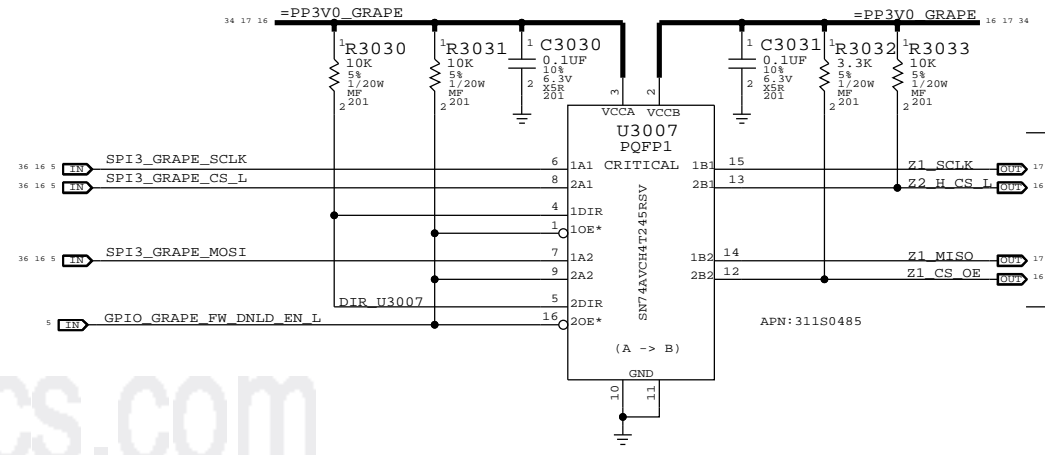 34 17 16 =PP3V0_GRAPE
=PP3V0_GRAPE 16 17 34
1 R3030
10K
5%
1/20W
MF
2 201
1 R3031
10K
5%
1/20W
MF
2 201
1 C3030
0.1UF
10%
2 6.3V
X5R
201
1 C3031
0.1UF
10%
2 6.3V
X5R
201
1 R3032
3.3K
5%
1/20W
MF
2 201
1 R3033
10K
5%
1/20W
MF
2 201
3 2
VCCA VCCB
U3007
PQFP1
CRITICAL
SN74AVCH4T245RSV
36 16 5 IN SPI3_GRAPE_SCLK 6 1A1
36 16 5 IN SPI3_GRAPE_CS_L 8 2A1
4 1DIR
1 1OE*
36 16 5 IN SPI3_GRAPE_MOSI 7 1A2
9 2A2
DIR_U3007 5 2DIR
5 IN GPIO_GRAPE_FW_DNLD_EN_L 16 2OE*
1B1 15 Z1_SCLK OUT 17
2B1 13 Z2_H_CS_L OUT 16
1B2 14 Z1_MISO OUT 17
2B2 12 Z1_CS_OE OUT 16
APN:311S0485
(A -> B)
GND
10 11
cs.com